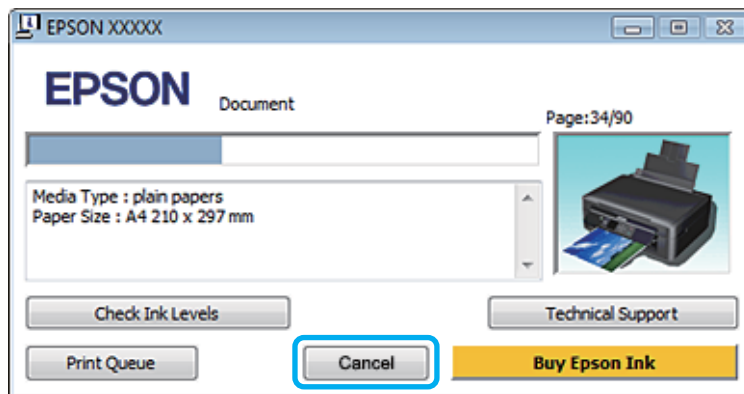 EPSON XXXXX
EPSON
Document
Page:34/90
Media Type : plain papers
Paper Size : A4 210 x 297 mm
Check Ink Levels
Technical Support
Print Queue
Cancel
Buy Epson Ink